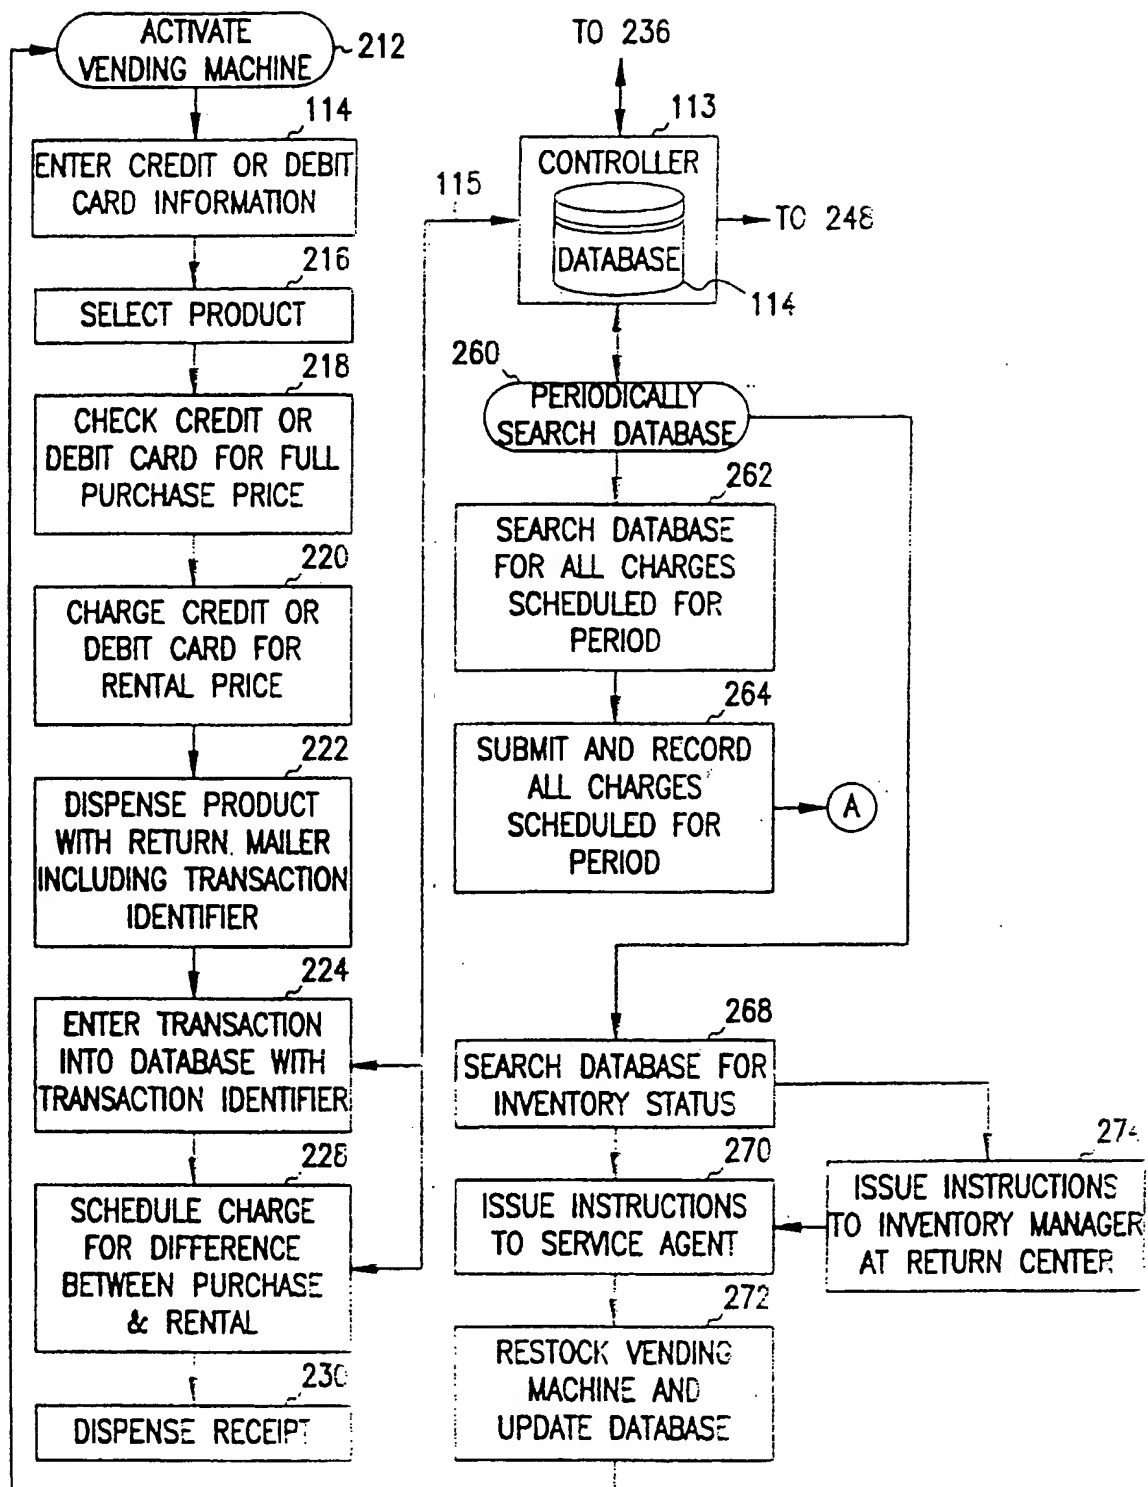 ACTIVATE
VENDING MACHINE
212
114
ENTER CREDIT OR DEBIT
CARD INFORMATION
216
SELECT PRODUCT
218
CHECK CREDIT OR
DEBIT CARD FOR FULL
PURCHASE PRICE
220
CHARGE CREDIT OR
DEBIT CARD FOR
RENTAL PRICE
222
DISPENSE PRODUCT
WITH RETURN MAILER
INCLUDING TRANSACTION
IDENTIFIER
224
ENTER TRANSACTION
INTO DATABASE WITH
TRANSACTION IDENTIFIER
228
SCHEDULE CHARGE
FOR DIFFERENCE
BETWEEN PURCHASE
& RENTAL
230
DISPENSE RECEIPT
TO 236
113
CONTROLLER
115
DATABASE
TO 248
114
260
PERIODICALLY
SEARCH DATABASE
262
SEARCH DATABASE
FOR ALL CHARGES
SCHEDULED FOR
PERIOD
264
SUBMIT AND RECORD
ALL CHARGES
SCHEDULED FOR
PERIOD
A
268
SEARCH DATABASE FOR
INVENTORY STATUS
270
ISSUE INSTRUCTIONS
TO SERVICE AGENT
274
ISSUE INSTRUCTIONS
TO INVENTORY MANAGER
AT RETURN CENTER
272
RESTOCK VENDING
MACHINE AND
UPDATE DATABASE